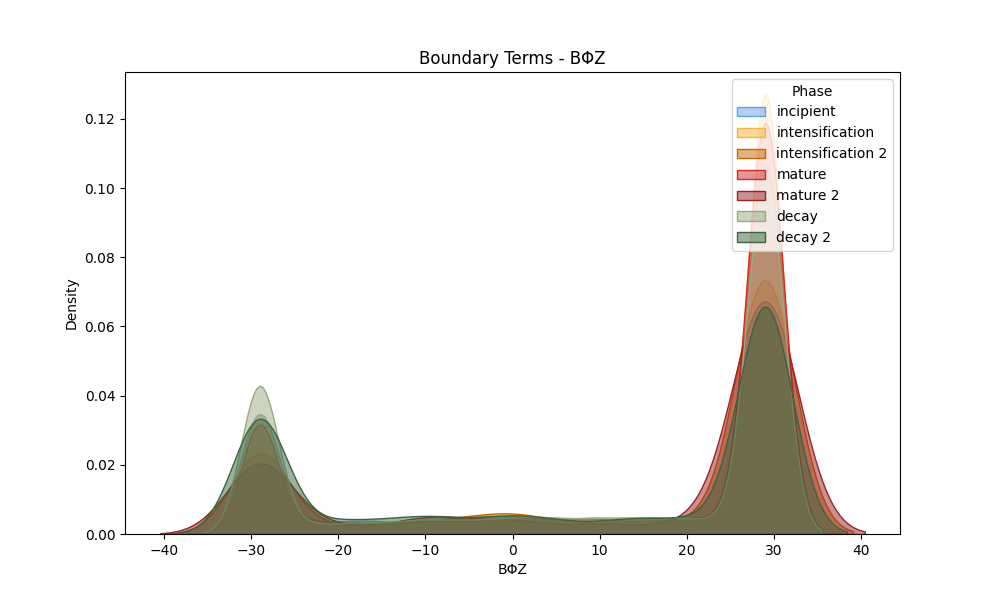 Boundary Terms - BΦZ
Phase
incipient
intensification
intensification 2
mature
mature 2
decay
decay 2
Density
0.12
0.10
0.08
0.06
0.04
0.02
0.00
−40
−30
−20
−10
0
10
20
30
40
BΦZ